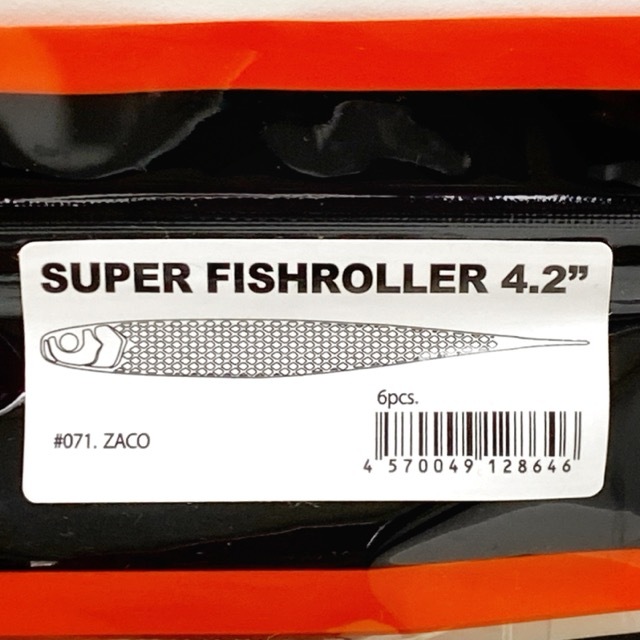 SUPER FISHROLLER 4.2”
6pcs.
#071. ZACO
4 570049 128646